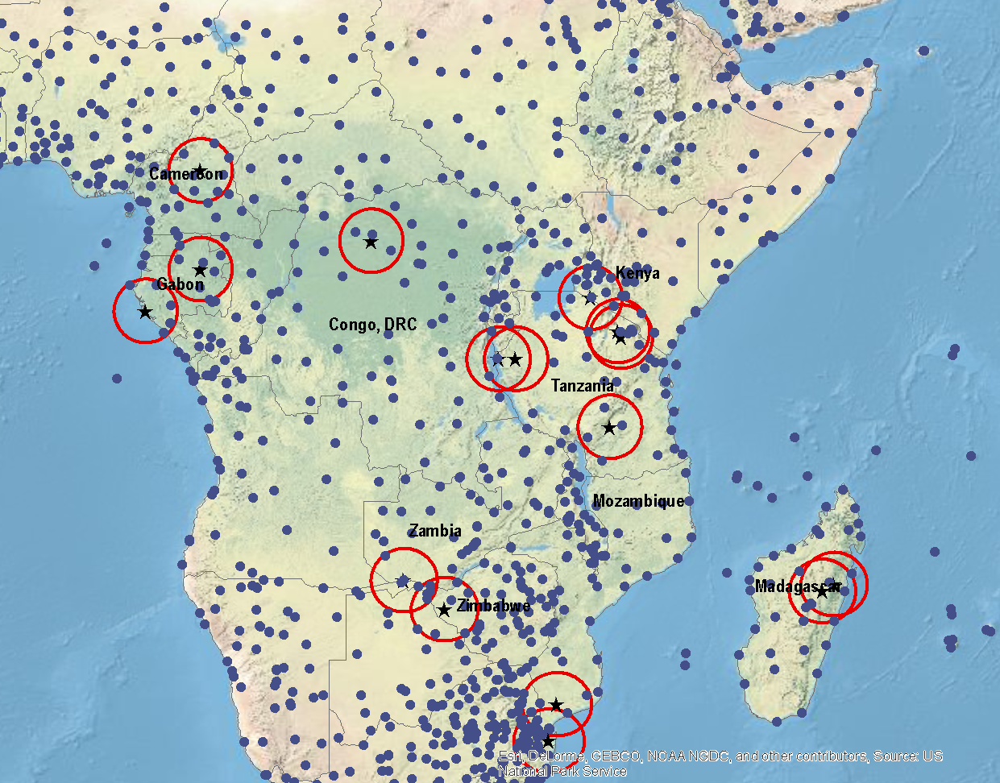 Cameroon
Kenya
Gabon
Congo, DRC
Tanzania
Mozambique
Zambia
Madagascar
Zimbabwe
Esri, DeLorme, GEBCO, NOAA NGDC, and other contributors, Source: US
National Park Service